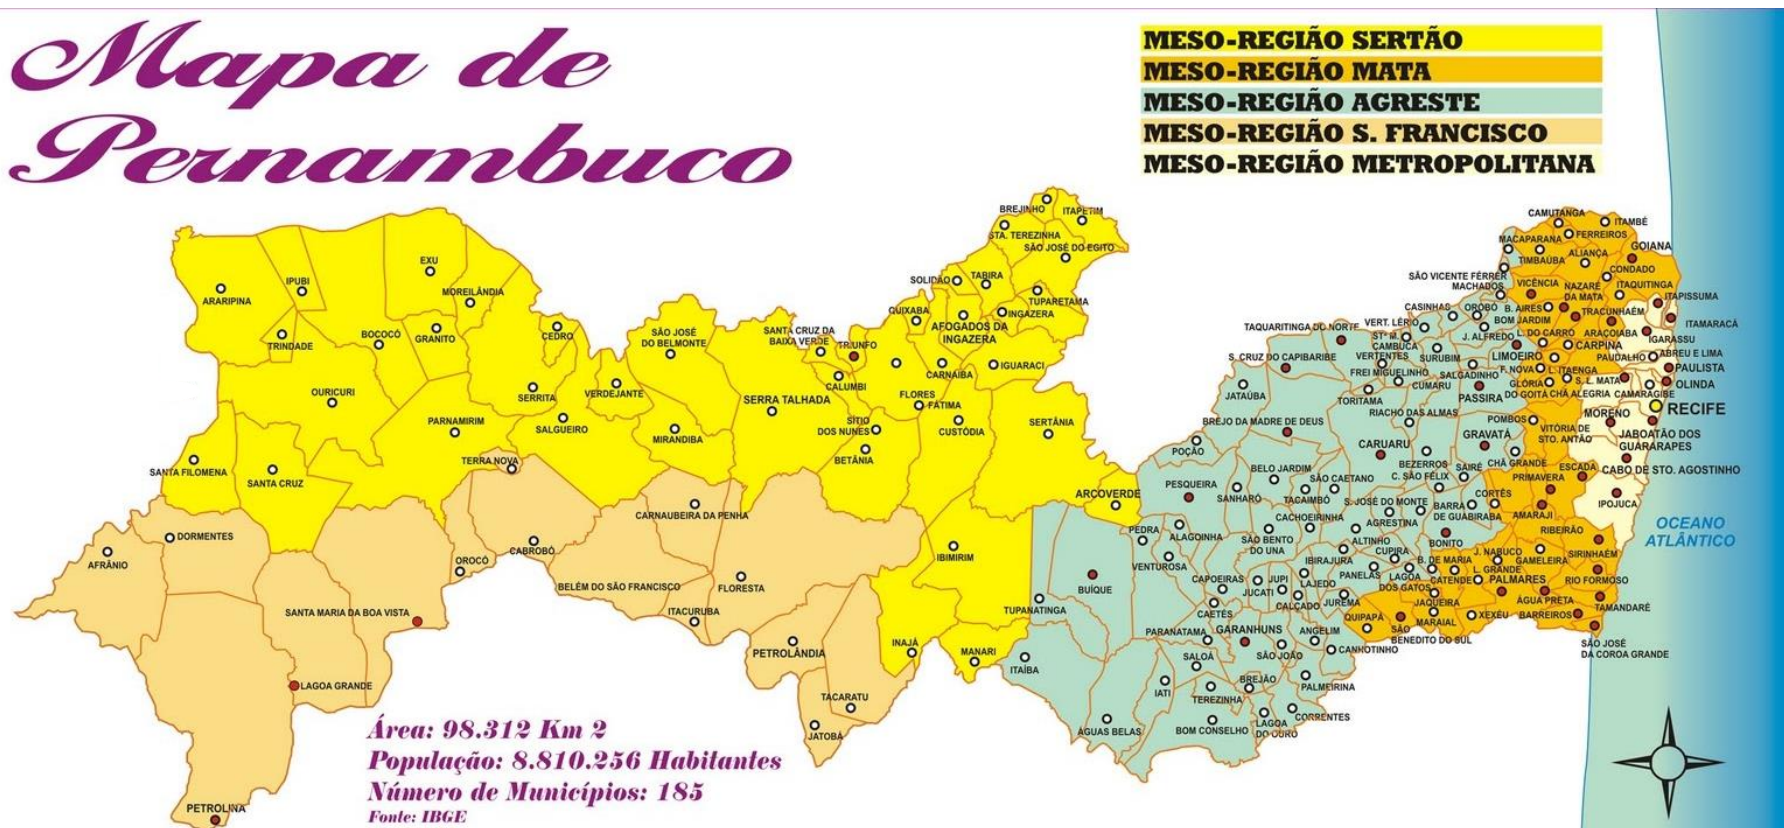 Mapa de
Pernambuco
MESO-REGIÃO SERTÃO
MESO-REGIÃO MATA
MESO-REGIÃO AGRESTE
MESO-REGIÃO S. FRANCISCO
MESO-REGIÃO METROPOLITANA
BREJINHO
ITAPETIM
STA. TEREZINHA
SÃO JOSÉ DO EGITO
EXU
IPUBI
ARARIPINA
MOREILÂNDIA
SOLIDÃO
TABIRA
TUPARETAMA
QUIXABA
INGAZERA
AFOGADOS DA
INGAZERA
TRINDADE
BOCOCÓ
GRANITO
CEDRO
SÃO JOSÉ
DO BELMONTE
SANTA CRUZ DA
BAIXA VERDE
TRIUNFO
CARNAÍBA
IGUARACI
CALUMBI
OURICURI
SERRITA
VERDEJANTE
SERRA TALHADA
FLORES
FÁTIMA
PARNAMIRIM
SALGUEIRO
MIRANDIBA
SÍTIO
DOS NUNES
CUSTÓDIA
SERTÂNIA
BETÂNIA
SANTA FILOMENA
SANTA CRUZ
TERRA NOVA
ARCOVERDE
CARNAUBEIRA DA PENHA
DORMENTES
AFRÂNIO
OROCÓ
CABROBÓ
IBIMIRIM
BELÉM DO SÃO FRANCISCO
FLORESTA
SANTA MARIA DA BOA VISTA
ITACURUBA
PETROLÂNDIA
INAJÁ
MANARI
LAGOA GRANDE
TACARATU
JATOBÁ
PETROLINA
CAMUTANGA
ITAMBÉ
FERREIROS
MACAPARANA
TIMBAÚBA
ALIANÇA
GOIANA
CONDADO
SÃO VICENTE FÉRRER
MACHADOS
VICÊNCIA
NAZARÉ
DA MATA
ITAQUITINGA
ITAPISSUMA
CASINHAS
OROBÓ
B. AIRES
TRACUNHAÉM
ITAMARACÁ
TAQUARITINGA DO NORTE
VERT. LÉRIO
BOM JARDIM
STª M.
CAMBUCA
J. ALFREDO
L. DO CARRO
ARAÇOIABA
IGARASSU
CARPINA
S. CRUZ DO CAPIBARIBE
VERTENTES
SURUBIM
LIMOEIRO
PAUDALHO
ABREU E LIMA
FREI MIGUELINHO
SALGADINHO
F. NOVA
L. ITAENGA
PAULISTA
JATAÚBA
CUMARU
GLÓRIA
DO GOITÁ
CHÃ ALEGRIA
S. L. MATA
OLINDA
TORITAMA
PASSIRA
CAMARAGIBE
RECIFE
BREJO DA MADRE DE DEUS
RIACHO DAS ALMAS
POMBOS
MORENO
POÇÃO
CARUARU
GRAVATÁ
VITÓRIA DE
STO. ANTÃO
JABOATÃO DOS
GUARARAPES
BELO JARDIM
BEZERROS
CHÃ GRANDE
CABO DE STO. AGOSTINHO
PESQUEIRA
SÃO CAETANO
C. SÃO FÉLIX
SAIRÉ
ESCADA
PRIMAVERA
SANHARÓ
TACAIMBÓ
S. JOSÉ DO MONTE
BARRA
DE GUABIRABA
CORTÊS
IPOJUCA
CACHOEIRINHA
AGRESTINA
AMARAJI
PEDRA
ALAGOINHA
SÃO BENTO
DO UNA
ALTINHO
BONITO
RIBEIRÃO
OCEANO
ATLÂNTICO
VENTUROSA
IBIRAJUBA
CUPIRA
B. DE MARIA
J. NABUCO
GAMELEIRA
SIRINHAÉM
BUÍQUE
CAPOEIRAS
JUPI
JUCATI
LAJEDO
PANELAS
LAGOA
DOS GATOS
CATENDE
L. GRANDE
PALMARES
RIO FORMOSO
TUPANATINGA
CAETÉS
CALÇADO
JUREMA
JAQUEIRA
ÁGUA PRETA
TAMANDARÉ
PARANATAMA
GARANHUNS
ANGELIM
QUIPAPÁ
SÃO
BENEDITO DO SUL
MARAIAL
XEXÉU
BARREIROS
ITAÍBA
SALOÁ
SÃO JOÃO
CANHOTINHO
SÃO JOSÉ
DA COROA GRANDE
IATI
TEREZINHA
BREJÃO
PALMEIRINA
ÁGUAS BELAS
BOM CONSELHO
LAGOA
DO OURO
CORRENTES
Área: 98.312 Km 2
População: 8.810.256 Habitantes
Número de Municípios: 185
Fonte: IBGE